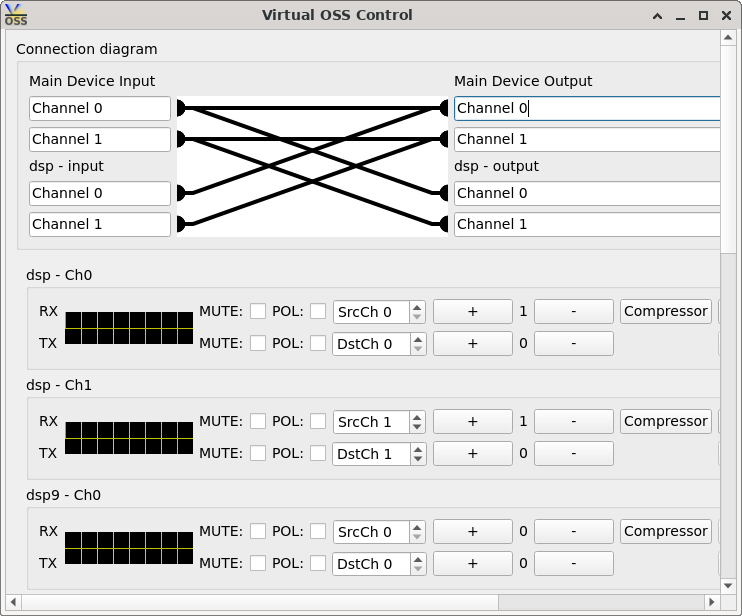 OSS Virtual OSS Control
Connection diagram
Main Device Input Main Device Output
Channel 0 Channel 0
Channel 1 Channel 1
dsp - input dsp - output
Channel 0 Channel 0
Channel 1 Channel 1
dsp - Ch0
RX MUTE: POL: SrcCh 0 + 1 - Compressor
TX MUTE: POL: DstCh 0 + 0 -
dsp - Ch1
RX MUTE: POL: SrcCh 1 + 1 - Compressor
TX MUTE: POL: DstCh 1 + 0 -
dsp9 - Ch0
RX MUTE: POL: SrcCh 0 + 0 - Compressor
TX MUTE: POL: DstCh 0 + 0 -